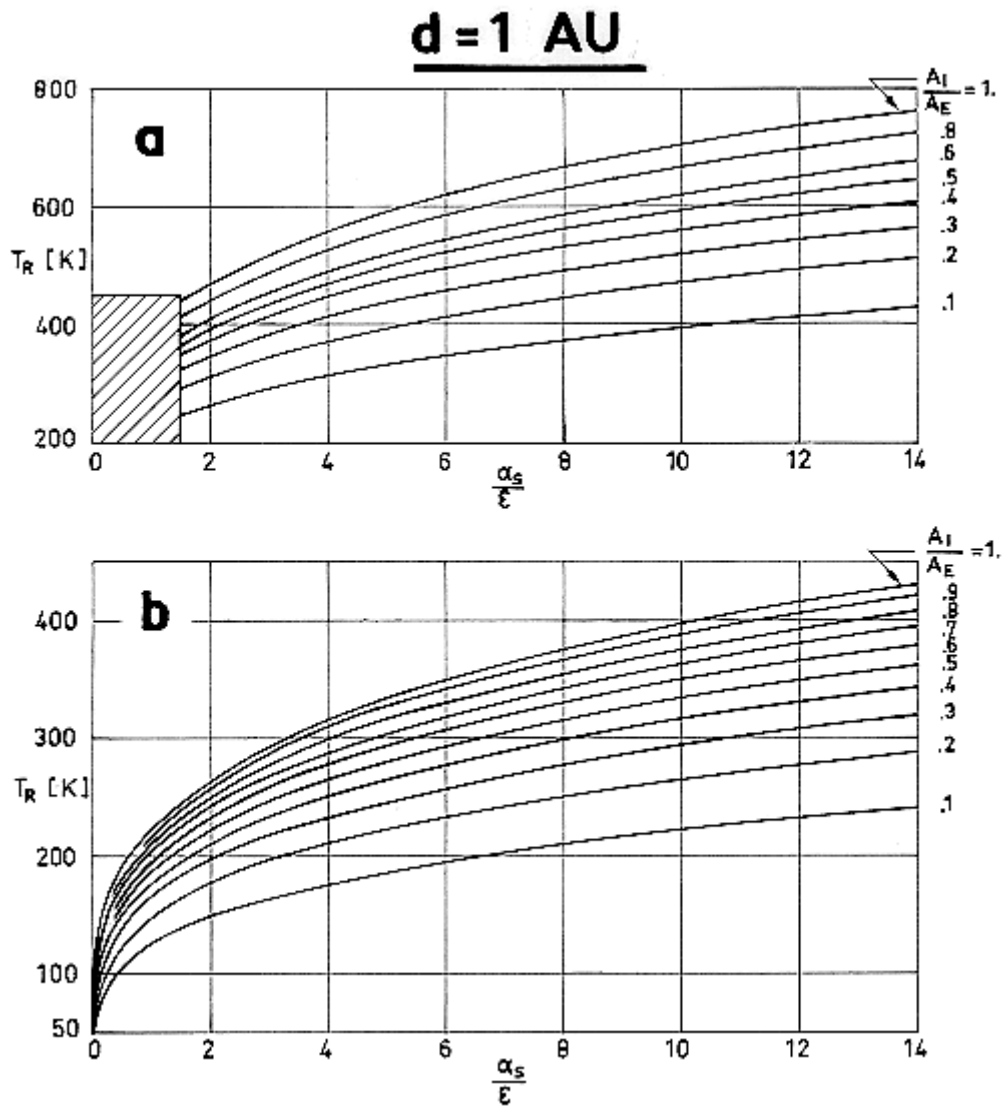 d = 1 AU
a
800
600
T_R [K]
400
200
0 2 4 6 8 10 12 14
α_s
ε
A_I
A_E
=1.
.8
.6
.5
.4
.3
.2
.1
b
400
300
T_R [K]
200
100
50
0 2 4 6 8 10 12 14
α_s
ε
A_I
A_E
=1.
.9
.8
.7
.6
.5
.4
.3
.2
.1